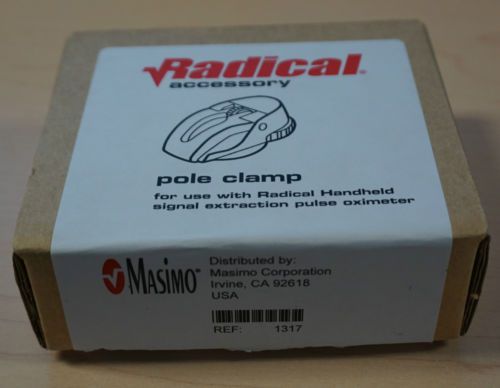 Radical.
accessory
pole clamp
for use with Radical Handheld
signal extraction pulse oximeter
Masimo™
Distributed by:
Masimo Corporation
Irvine, CA 92618
USA
REF: 1317